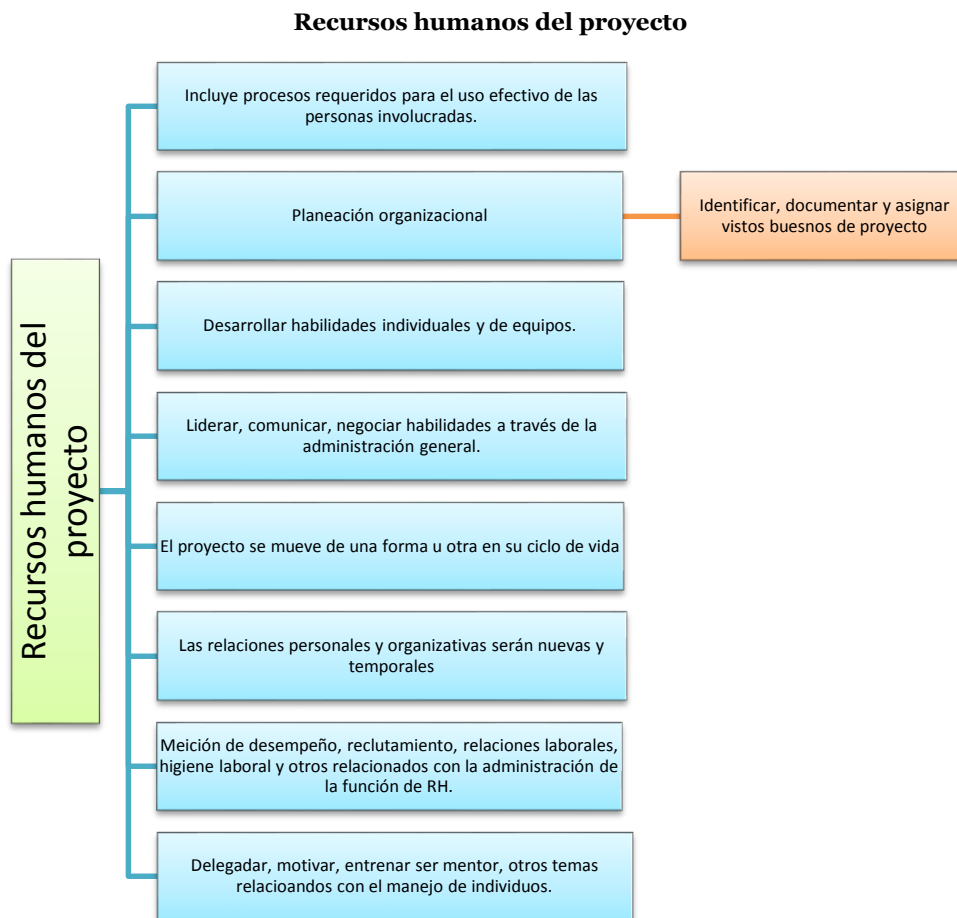 Recursos humanos del proyecto
Recursos humanos del
proyecto
Incluye procesos requeridos para el uso efectivo de las
personas involucradas.
Planeación organizacional
Identificar, documentar y asignar
vistos buesnos de proyecto
Desarrollar habilidades individuales y de equipos.
Liderar, comunicar, negociar habilidades a través de la
administración general.
El proyecto se mueve de una forma u otra en su ciclo de vida
Las relaciones personales y organizativas serán nuevas y
temporales
Meición de desempeño, reclutamiento, relaciones laborales,
higiene laboral y otros relacionados con la administración de
la función de RH.
Delegadar, motivar, entrenar ser mentor, otros temas
relacioandos con el manejo de individuos.